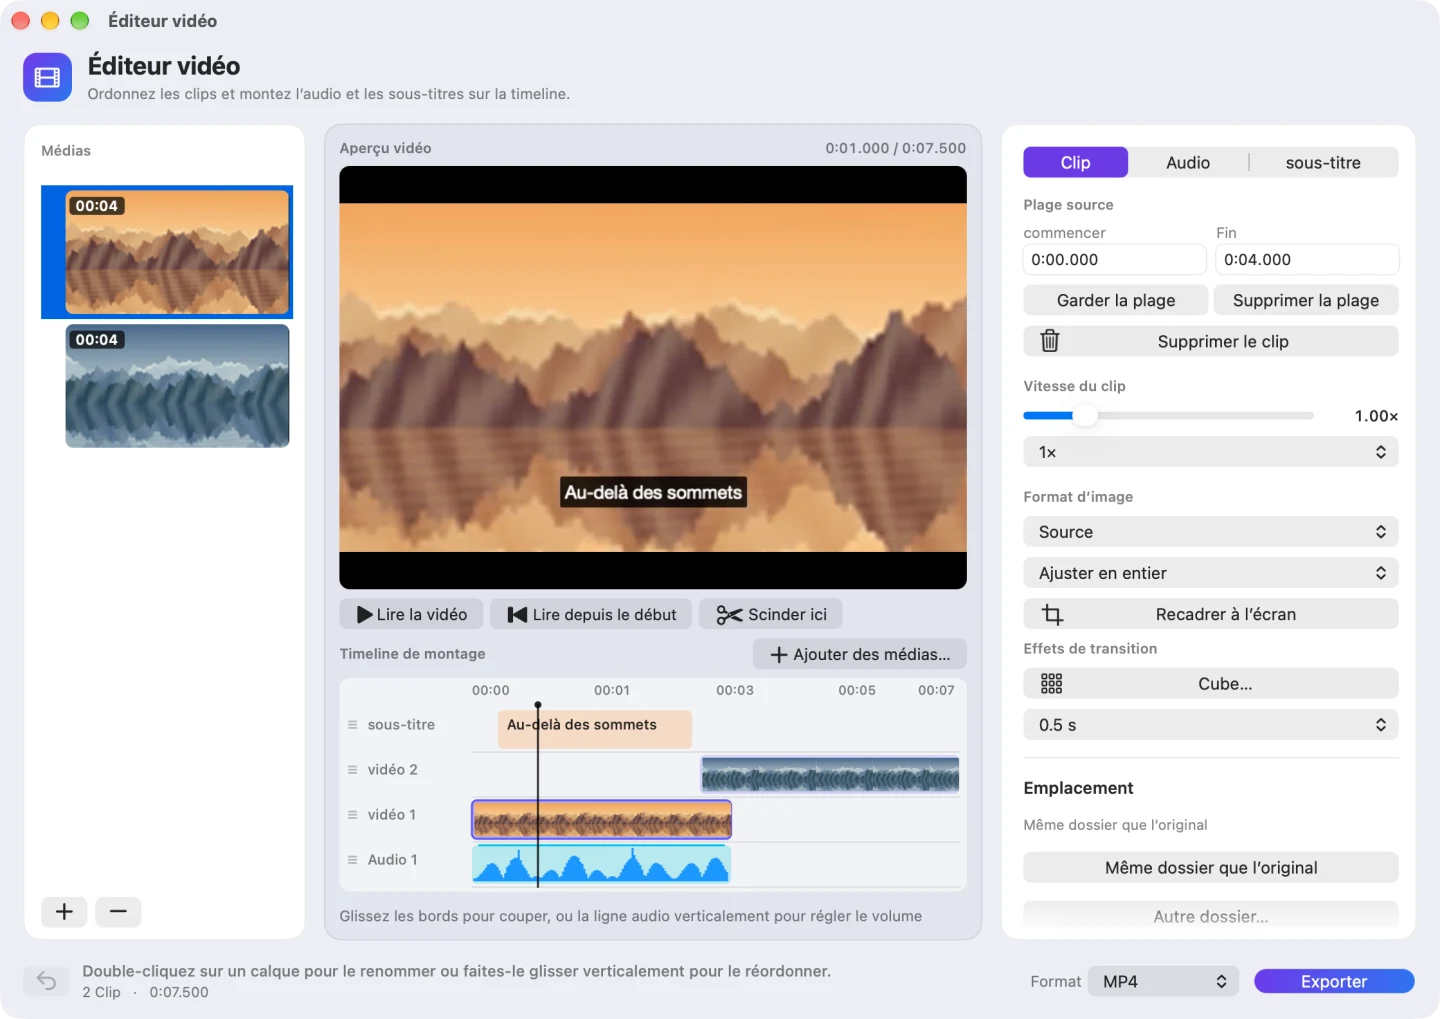 Éditeur vidéo
Éditeur vidéo
Ordonnez les clips et montez l’audio et les sous-titres sur la timeline.
Médias
00:04
00:04
Aperçu vidéo
0:01.000 / 0:07.500
Au-delà des sommets
Lire la vidéo
Lire depuis le début
Scinder ici
Timeline de montage
Ajouter des médias...
00:00 00:01 00:03 00:05 00:07
sous-titre
Au-delà des sommets
vidéo 2
vidéo 1
Audio 1
Glissez les bords pour couper, ou la ligne audio verticalement pour régler le volume
Clip
Audio
sous-titre
Plage source
commencer
Fin
0:00.000
0:04.000
Garder la plage
Supprimer la plage
Supprimer le clip
Vitesse du clip
1.00×
1×
Format d’image
Source
Ajuster en entier
Recadrer à l’écran
Effets de transition
Cube...
0.5 s
Emplacement
Même dossier que l’original
Même dossier que l’original
Autre dossier...
Double-cliquez sur un calque pour le renommer ou faites-le glisser verticalement pour le réordonner.
2 Clip · 0:07.500
Format
MP4
Exporter